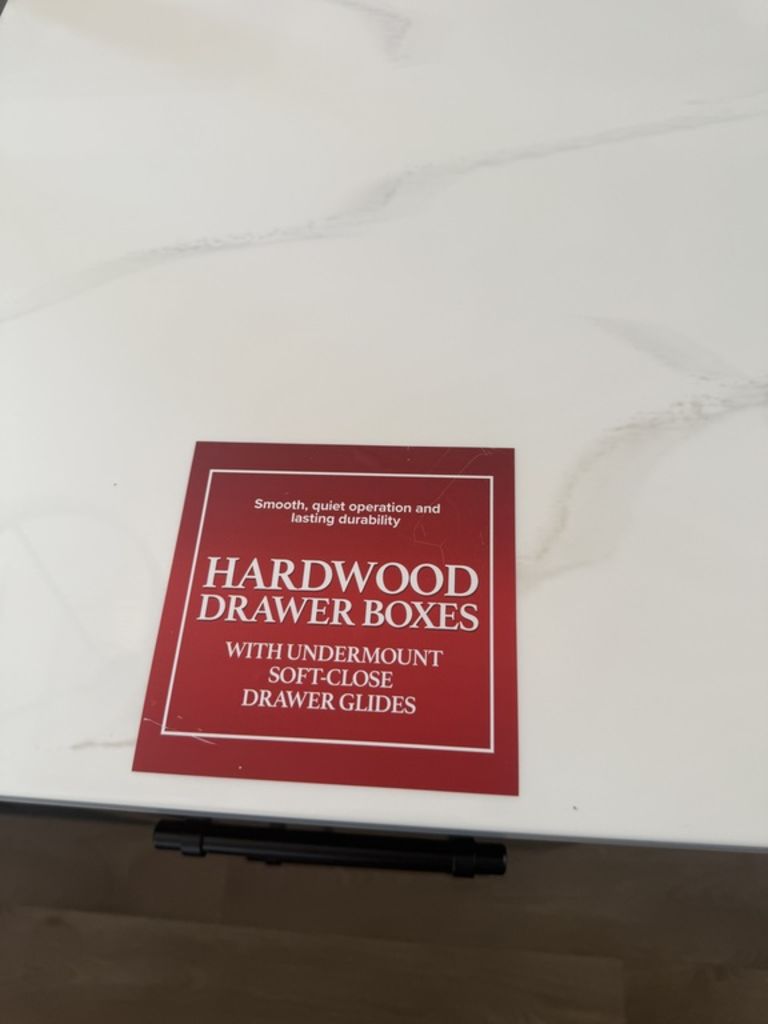 Smooth, quiet operation and
lasting durability
HARDWOOD
DRAWER BOXES
WITH UNDERMOUNT
SOFT-CLOSE
DRAWER GLIDES